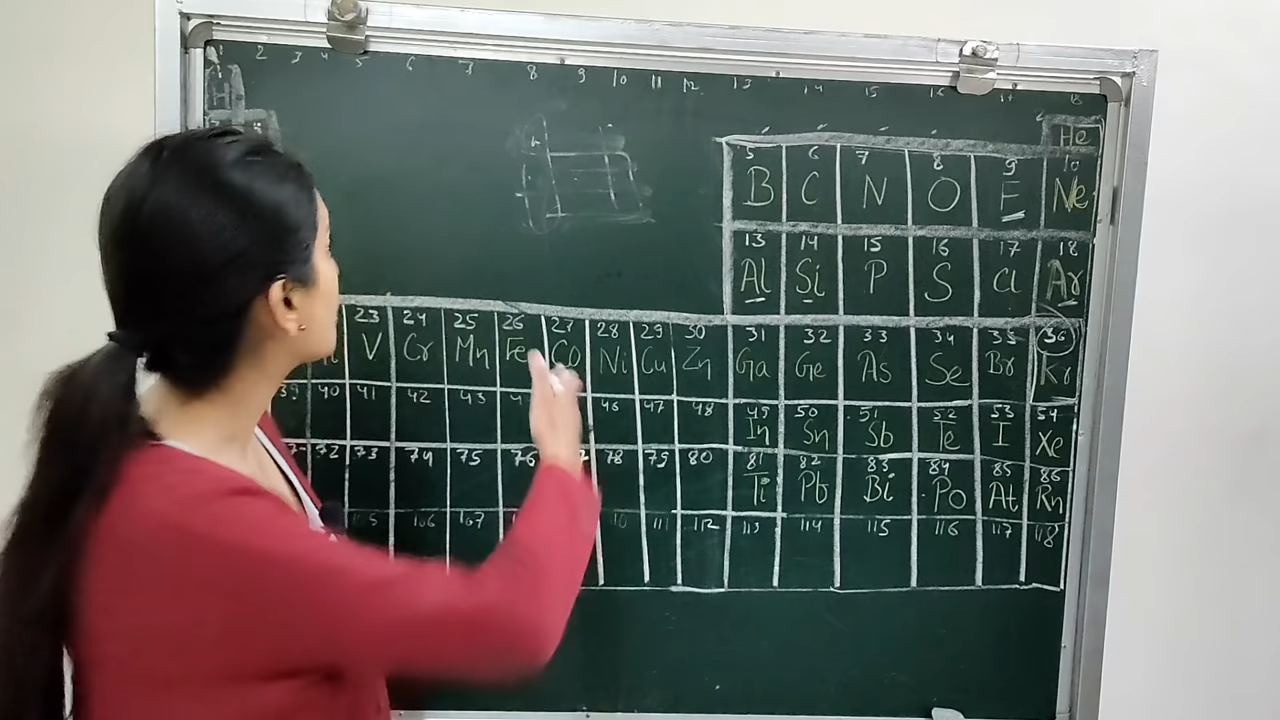 1 2 3 4 5 6 7 8 9 10 11 12 13 14 15 16 17 18
H
2 He
5 6 7 8 9 10
B C N O F Ne
13 14 15 16 17 18
Al Si P S Cl Ar
23 24 25 26 27 28 29 30 31 32 33 34 35 36
V Cr Mn Fe Co Ni Cu Zn Ga Ge As Se Br Kr
39 40 41 42 43 46 47 48 49 50 51 52 53 54
In Sn Sb Te I Xe
72 73 74 75 76 78 79 80 81 82 83 84 85 86
Ti Pb Bi Po At Rn
106 107 111 112 113 114 115 116 117 118